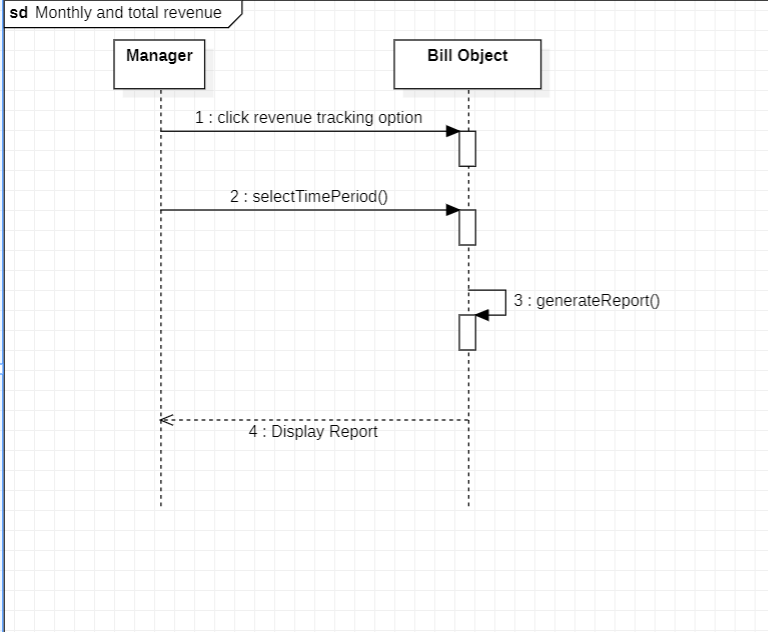 sd Monthly and total revenue
Manager
Bill Object
1 : click revenue tracking option
2 : selectTimePeriod()
3 : generateReport()
4 : Display Report